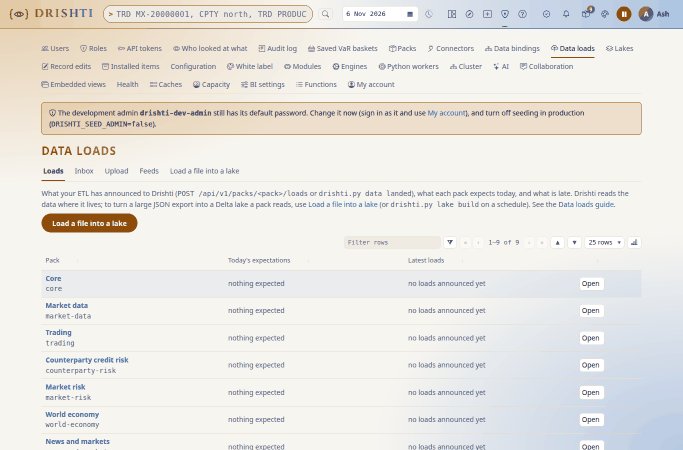 {👁} DRISHTI
> TRD MX-20000001, CPTY north, TRD PRODUC
6 Nov 2026
9
A Ash
Users Roles API tokens Who looked at what Audit log Saved VaR baskets Packs Connectors Data bindings Data loads Lakes
Record edits Installed items Configuration White label Modules Engines Python workers Cluster AI Collaboration
Embedded views Health Caches Capacity BI settings Functions My account
The development admin drishti-dev-admin still has its default password. Change it now (sign in as it and use My account), and turn off seeding in production
(DRISHTI_SEED_ADMIN=false).
DATA LOADS
Loads Inbox Upload Feeds Load a file into a lake
What your ETL has announced to Drishti (POST /api/v1/packs/<pack>/loads or drishti.py data landed), what each pack expects today, and what is late. Drishti reads the
data where it lives; to turn a large JSON export into a Delta lake a pack reads, use Load a file into a lake (or drishti.py lake build on a schedule). See the Data loads guide.
Load a file into a lake
Filter rows « ‹ 1–9 of 9 › » ▲ ▼ 25 rows
Pack Today's expectations Latest loads
Core
core nothing expected no loads announced yet Open
Market data
market-data nothing expected no loads announced yet Open
Trading
trading nothing expected no loads announced yet Open
Counterparty credit risk
counterparty-risk nothing expected no loads announced yet Open
Market risk
market-risk nothing expected no loads announced yet Open
World economy
world-economy nothing expected no loads announced yet Open
News and markets
nothing expected no loads announced yet Open